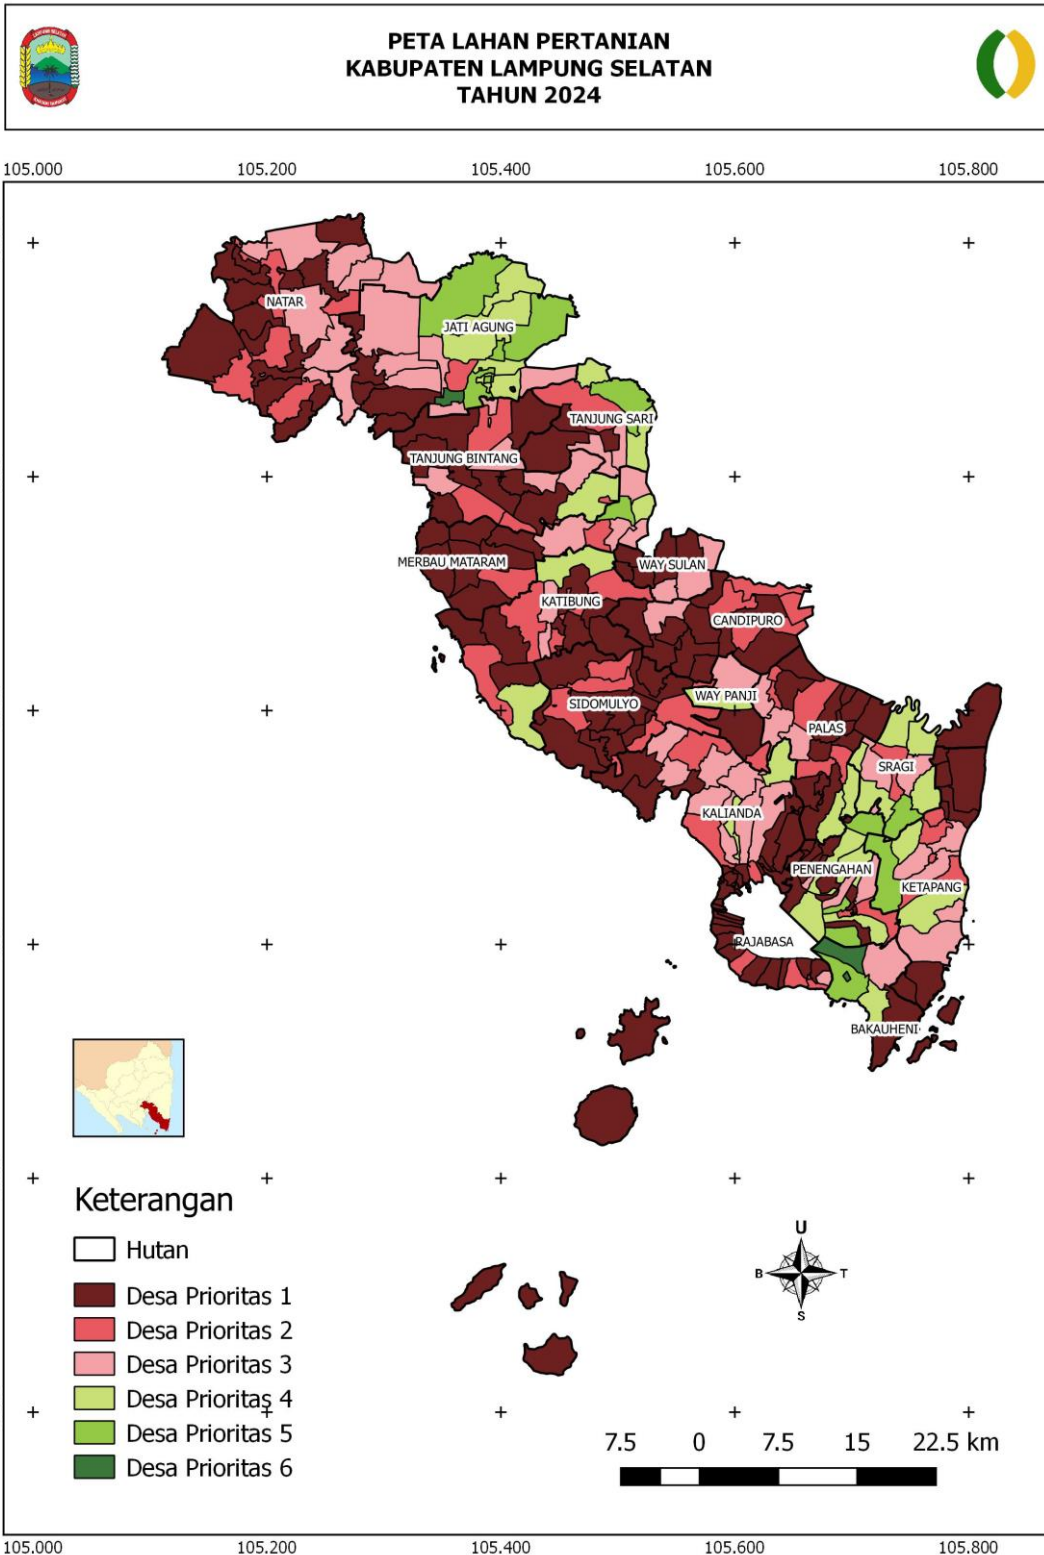 PETA LAHAN PERTANIAN
KABUPATEN LAMPUNG SELATAN
TAHUN 2024
105.000 105.200 105.400 105.600 105.800
NATAR
JATI AGUNG
TANJUNG SARI
TANJUNG BINTANG
MERBAU MATARAM
WAY SULAN
KATIBUNG
CANDIPURO
WAY PANJI
SIDOMULYO
PALAS
SRAGI
KALIANDA
PENENGAHAN
KETAPANG
RAJABASA
BAKAUHENI
Keterangan
Hutan
Desa Prioritas 1
Desa Prioritas 2
Desa Prioritas 3
Desa Prioritas 4
Desa Prioritas 5
Desa Prioritas 6
U
B T
S
7.5 0 7.5 15 22.5 km
105.000 105.200 105.400 105.600 105.800